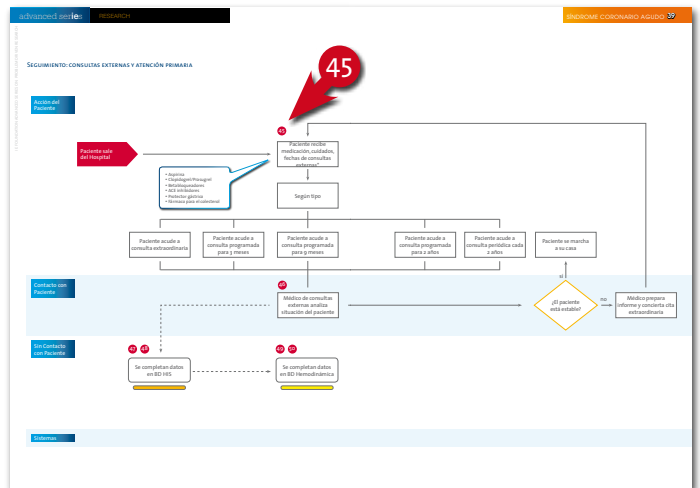 advanced series
RESEARCH
SÍNDROME CORONARIO AGUDO 39
SEGUIMIENTO: CONSULTAS EXTERNAS Y ATENCIÓN PRIMARIA
45
Acción del
Paciente
45
Paciente sale
del Hospital
Paciente recibe
medicación, cuidados,
fechas de consultas
externas"
• Aspirina
• Clopidogrel/Prasugrel
• Betabloqueadores
• ACE inhibidores
• Protector gástrico
• Fármaco para el colesterol
Según tipo
Paciente acude a
consulta extraordinaria
Paciente acude a
consulta programada
para 3 meses
Paciente acude a
consulta programada
para 9 meses
Paciente acude a
consulta programada
para 2 años
Paciente acude a
consulta periódica cada
2 años
Paciente se marcha
a su casa
Contacto con
Paciente
46
Médico de consultas
externas analiza
situación del paciente
sí
¿El paciente
está estable?
no
Médico prepara
informe y concierta cita
extraordinaria
Sin Contacto
con Paciente
47 48
Se completan datos
en BD HIS
49 50
Se completan datos
en BD Hemodinámica
Sistemas